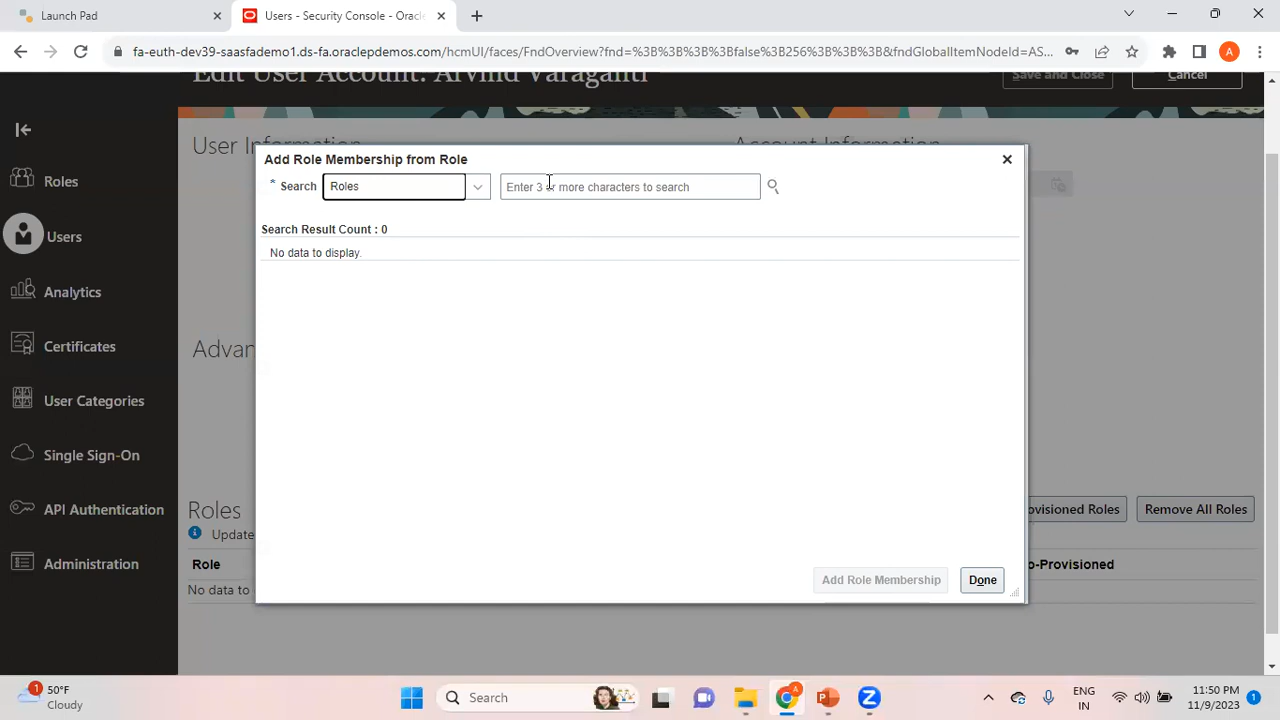 Launch Pad
Users - Security Console - Oracle
fa-euth-dev39-saasfademo1.ds-fa.oraclepdemos.com/hcmUI/faces/FndOverview?fnd=%3B%3B%3B%3Bfalse%3B256%3B%3B%3B&fndGlobalItemNodeId=AS...
A
Edit User Account: Arvind Varaganti
Save and Close
Cancel
User Information
Account Information
Add Role Membership from Role
* Search Roles
Enter 3 or more characters to search
Search Result Count : 0
No data to display.
Roles
Users
Analytics
Certificates
User Categories
Single Sign-On
API Authentication
Administration
Advan
Roles
ovisioned Roles
Remove All Roles
Update
Role
o-Provisioned
No data to
Add Role Membership
Done
1
50°F
Cloudy
Search
A
ENG
IN
11:50 PM
11/9/2023
1